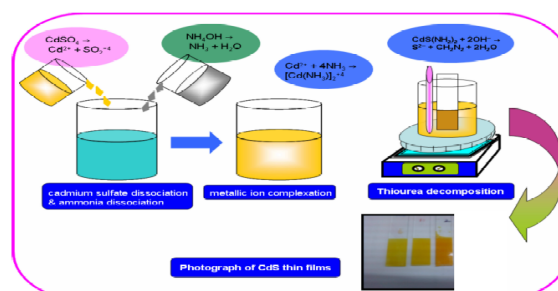 CdSO₄ →
Cd²⁺ + SO₄⁻²
NH₄OH →
NH₃ + H₂O
Cd²⁺ + 4NH₃ →
[Cd(NH₃)]₄⁺²
CdS(NH₂)₂ + 2OH⁻→
S²⁻ + CH₂N₂ + 2H₂O
cadmium sulfate dissociation
& ammonia dissociation
metallic ion complexation
Thiourea decomposition
Photograph of CdS thin films